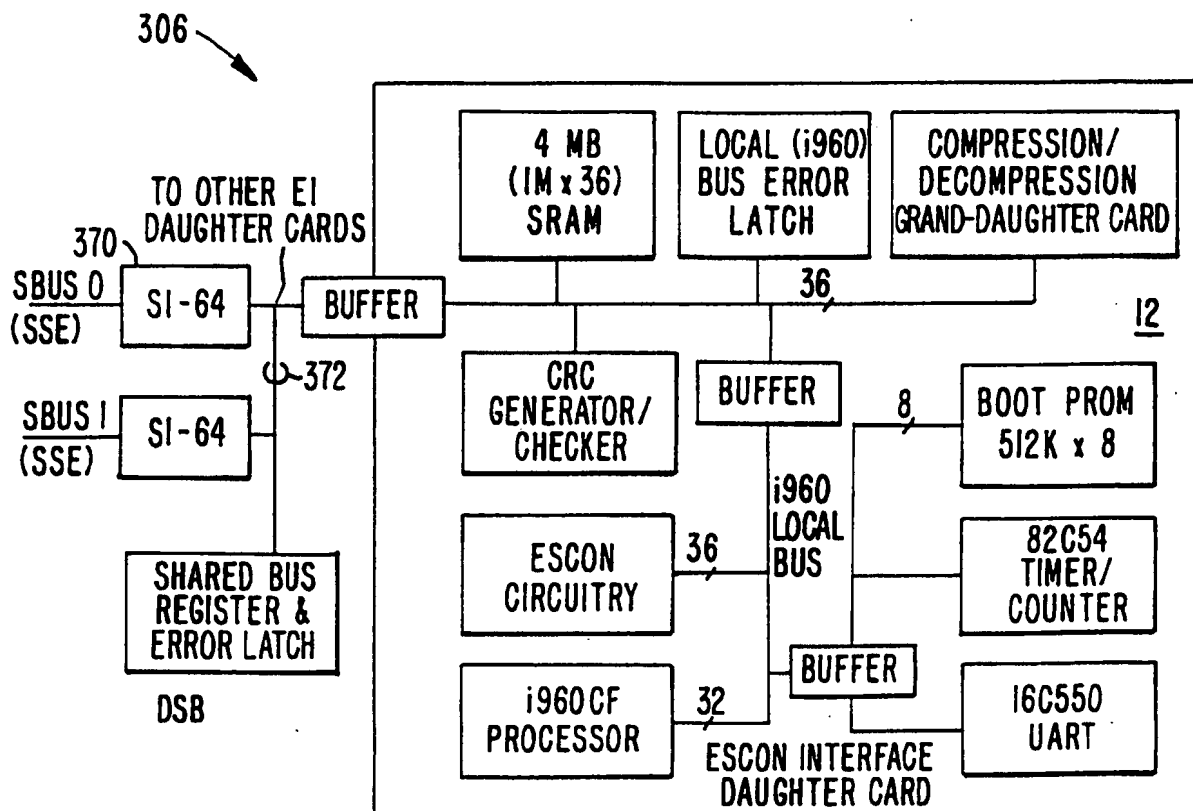 306
4 MB
(1M x 36)
SRAM
LOCAL (i960)
BUS ERROR
LATCH
COMPRESSION/
DECOMPRESSION
GRAND-DAUGHTER CARD
TO OTHER EI
DAUGHTER CARDS
370
SBUS 0
(SSE)
SI-64
BUFFER
36
12
372
SBUS 1
(SSE)
SI-64
CRC
GENERATOR/
CHECKER
BUFFER
8
BOOT PROM
512K x 8
i960
LOCAL
BUS
SHARED BUS
REGISTER &
ERROR LATCH
DSB
ESCON
CIRCUITRY
36
82C54
TIMER/
COUNTER
i960CF
PROCESSOR
32
BUFFER
16C550
UART
ESCON INTERFACE
DAUGHTER CARD